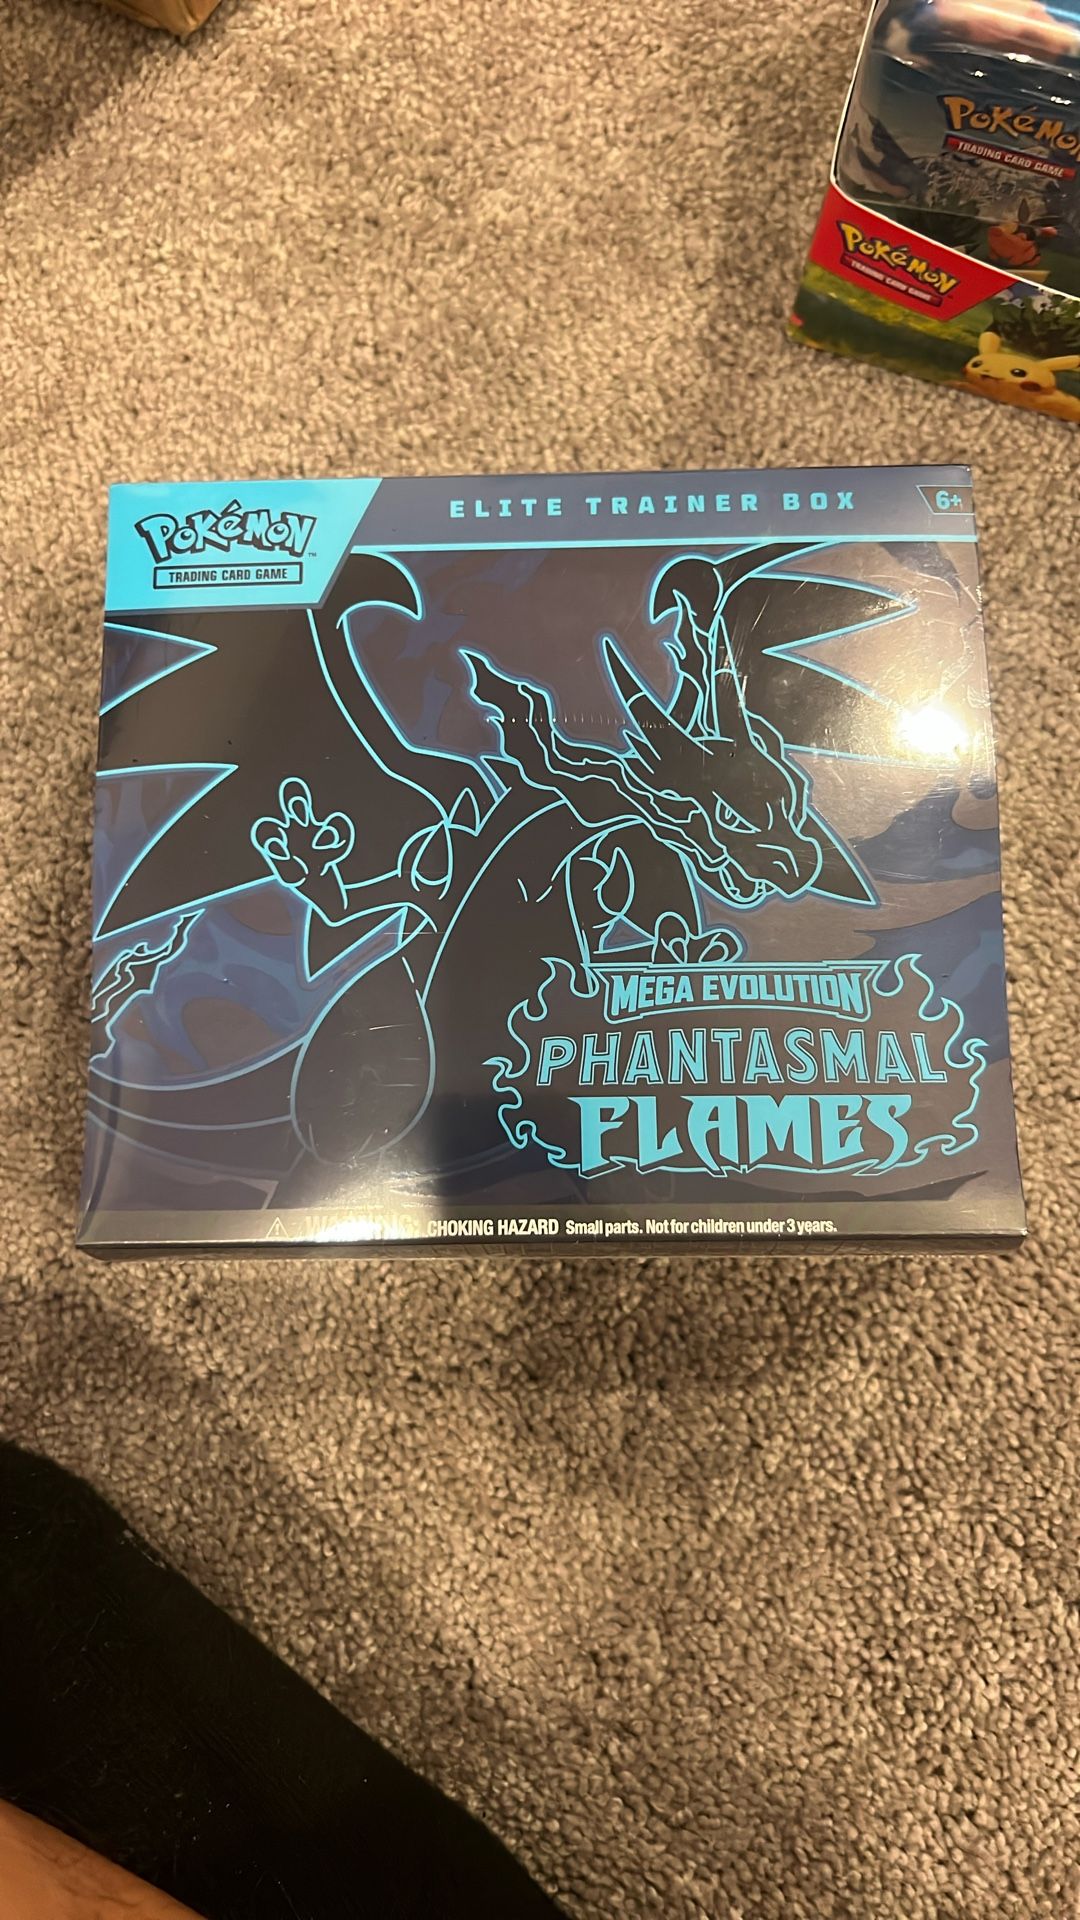 POKéMON
TRADING CARD GAME
POKéMON
TRADING CARD GAME
POKéMON™
TRADING CARD GAME
ELITE TRAINER BOX
6+
MEGA EVOLUTION
PHANTASMAL
FLAMES
WARNING: CHOKING HAZARD Small parts. Not for children under 3 years.